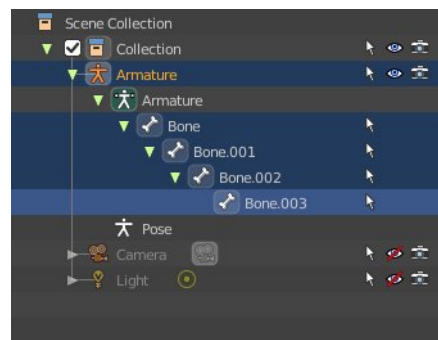 Scene Collection
Collection
Armature
Armature
Bone
Bone.001
Bone.002
Bone.003
Pose
Camera
Light